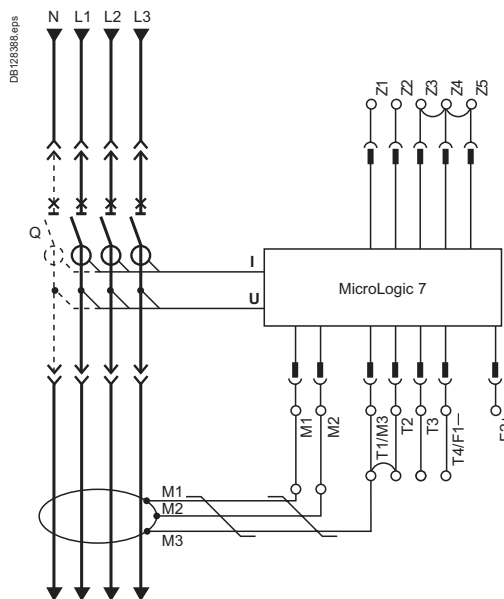 DB128388.eps
N L1 L2 L3
Z1 Z2 Z3 Z4 Z5
Q
I
U
MicroLogic 7
M1 M2 T1/M3 T2 T3 T4/F1–
M1
M2
M3